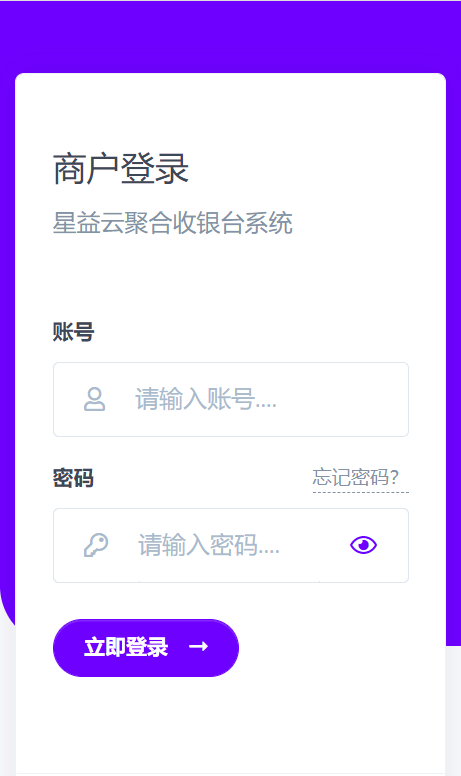 商户登录
星益云聚合收银台系统
账号
请输入账号....
密码 忘记密码?
请输入密码....
立即登录 →